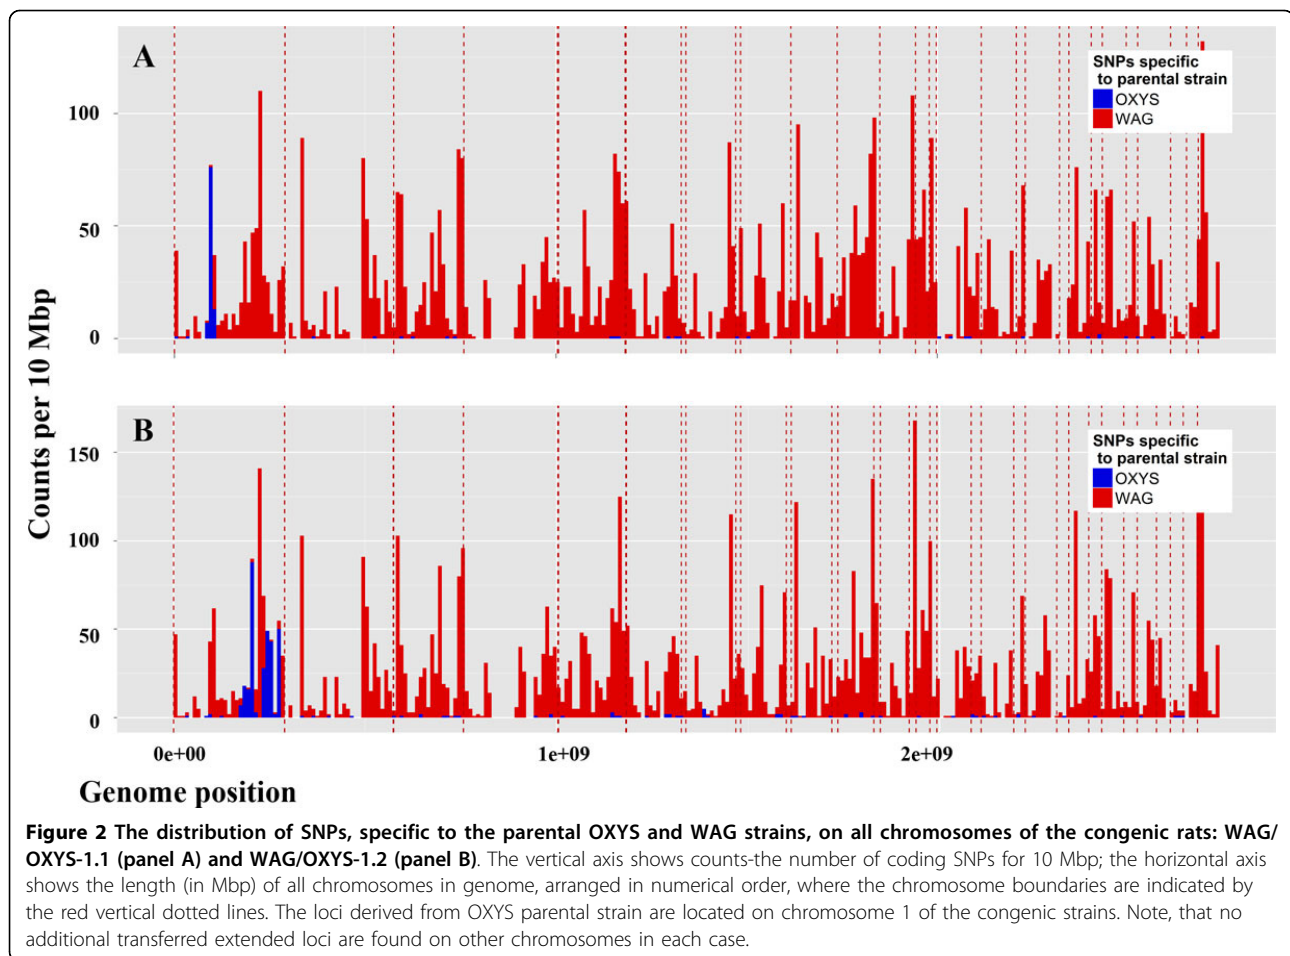 A
SNPs specific
to parental strain
OXYS
WAG
100
50
0
Counts per 10 Mbp
B
SNPs specific
to parental strain
OXYS
WAG
150
100
50
0
0e+00
1e+09
2e+09
Genome position
Figure 2 The distribution of SNPs, specific to the parental OXYS and WAG strains, on all chromosomes of the congenic rats: WAG/
OXYS-1.1 (panel A) and WAG/OXYS-1.2 (panel B). The vertical axis shows counts-the number of coding SNPs for 10 Mbp; the horizontal axis
shows the length (in Mbp) of all chromosomes in genome, arranged in numerical order, where the chromosome boundaries are indicated by
the red vertical dotted lines. The loci derived from OXYS parental strain are located on chromosome 1 of the congenic strains. Note, that no
additional transferred extended loci are found on other chromosomes in each case.